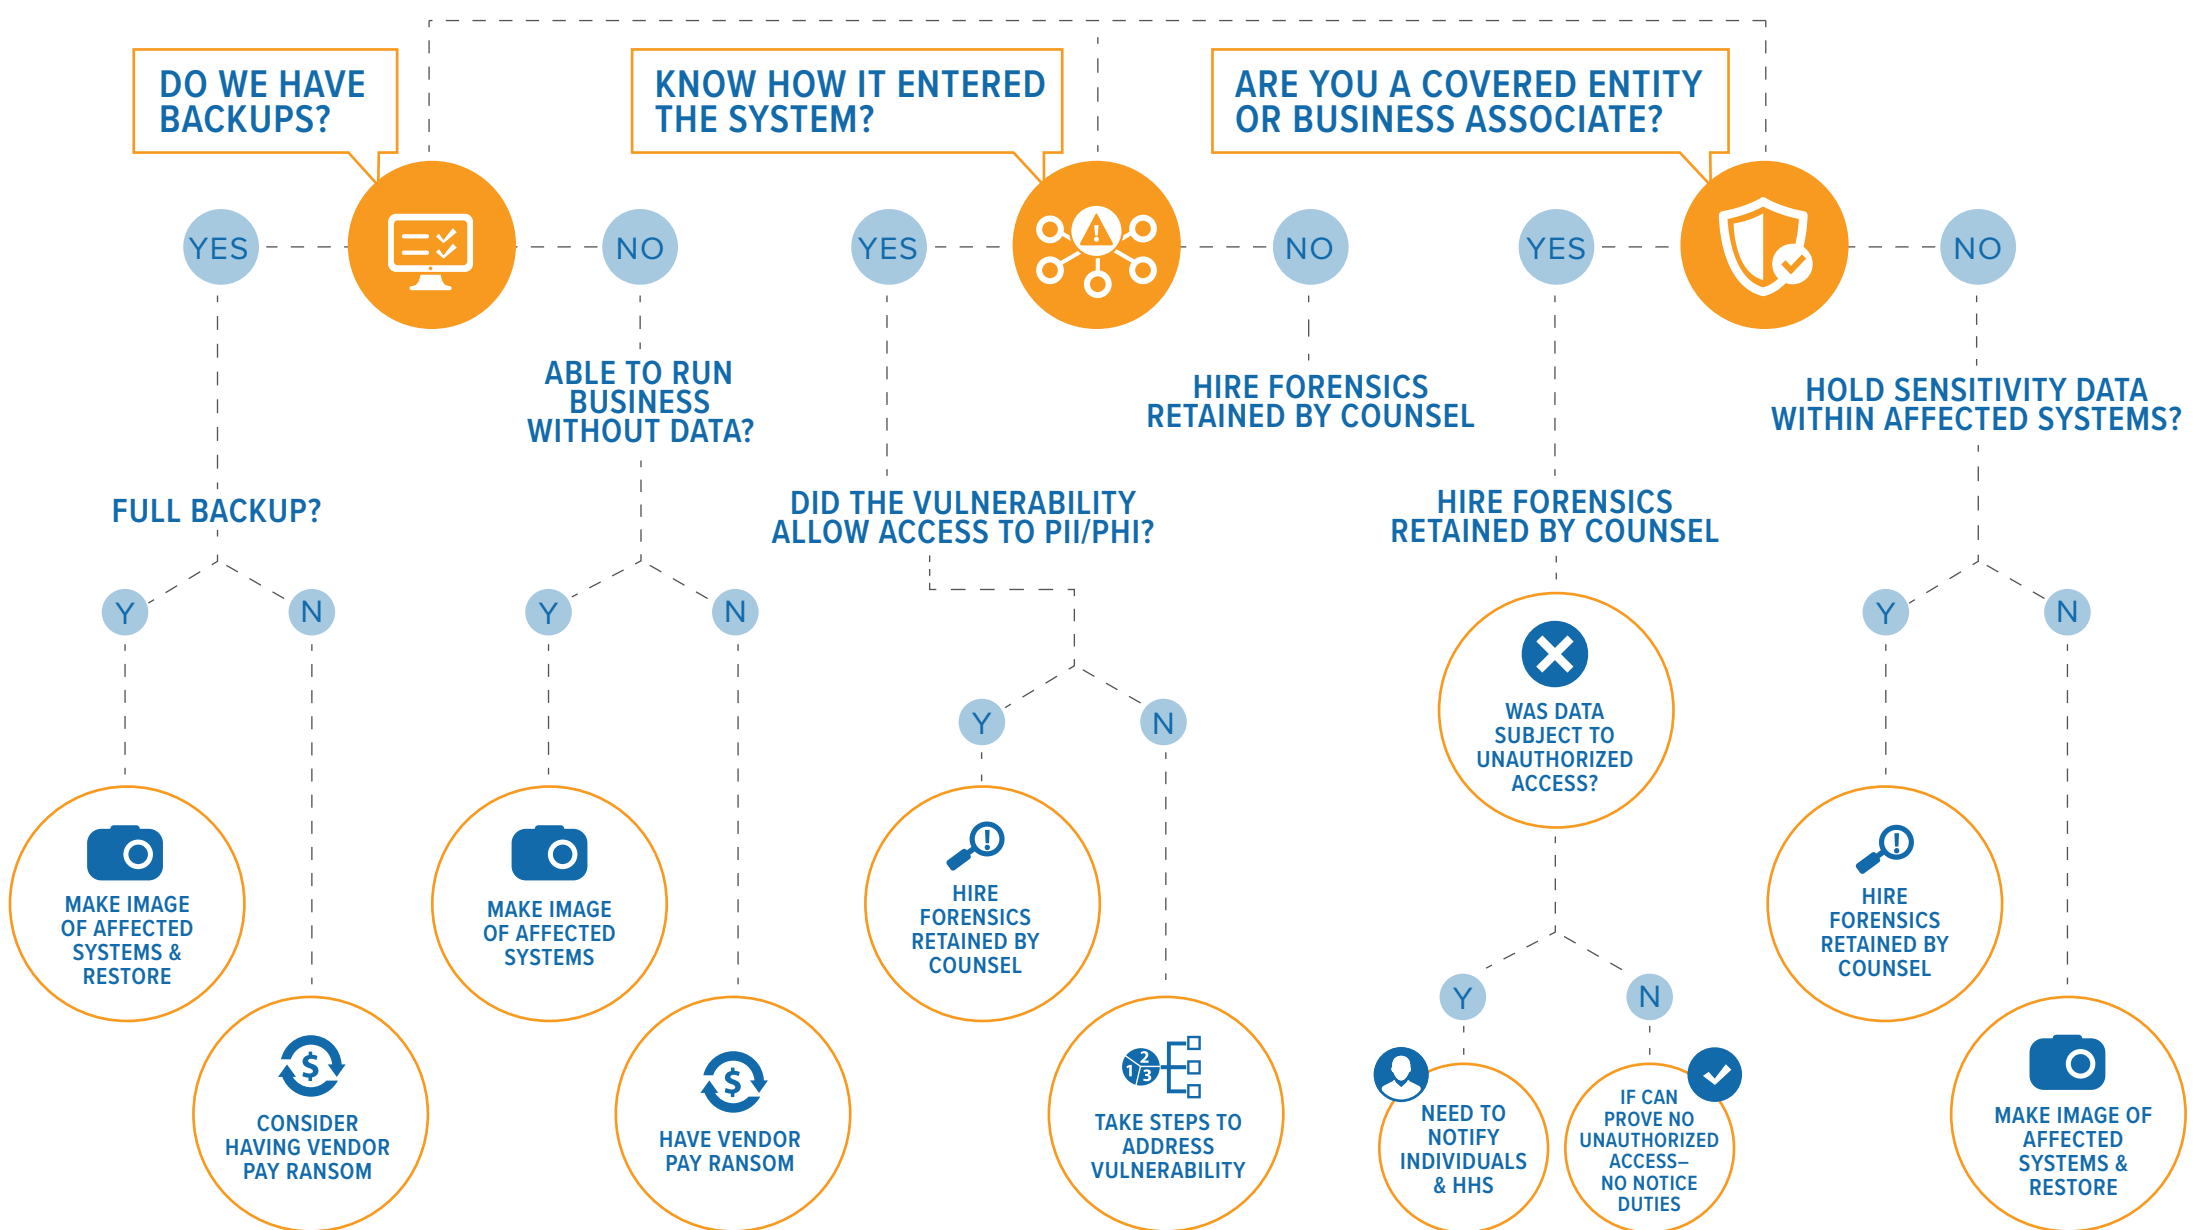 DO WE HAVE
BACKUPS?
KNOW HOW IT ENTERED
THE SYSTEM?
ARE YOU A COVERED ENTITY
OR BUSINESS ASSOCIATE?
YES
NO
YES
NO
YES
NO
ABLE TO RUN
BUSINESS
WITHOUT DATA?
HIRE FORENSICS
RETAINED BY COUNSEL
HOLD SENSITIVITY DATA
WITHIN AFFECTED SYSTEMS?
FULL BACKUP?
DID THE VULNERABILITY
ALLOW ACCESS TO PII/PHI?
HIRE FORENSICS
RETAINED BY COUNSEL
Y
N
Y
N
Y
N
Y
N
WAS DATA
SUBJECT TO
UNAUTHORIZED
ACCESS?
MAKE IMAGE
OF AFFECTED
SYSTEMS &
RESTORE
MAKE IMAGE
OF AFFECTED
SYSTEMS
HIRE
FORENSICS
RETAINED BY
COUNSEL
HIRE
FORENSICS
RETAINED BY
COUNSEL
Y
N
$
CONSIDER
HAVING VENDOR
PAY RANSOM
$
HAVE VENDOR
PAY RANSOM
1
2
3
TAKE STEPS TO
ADDRESS
VULNERABILITY
NEED TO
NOTIFY
INDIVIDUALS
& HHS
IF CAN
PROVE NO
UNAUTHORIZED
ACCESS–
NO NOTICE
DUTIES
MAKE IMAGE OF
AFFECTED
SYSTEMS &
RESTORE